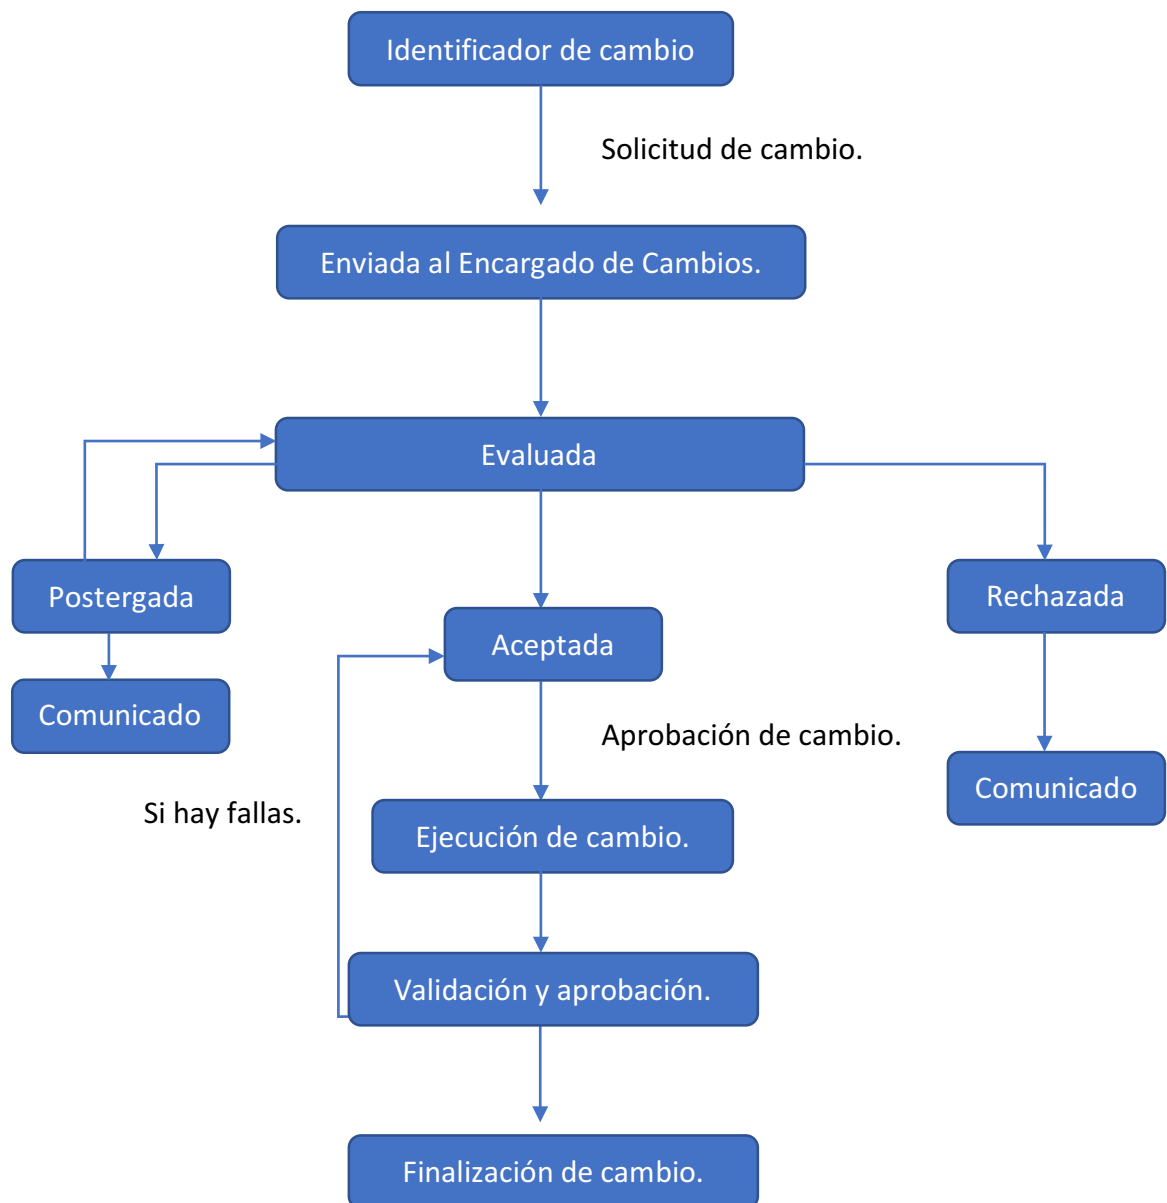 Identificador de cambio
Solicitud de cambio.
Enviada al Encargado de Cambios.
Evaluada
Postergada
Rechazada
Aceptada
Comunicado
Aprobación de cambio.
Comunicado
Si hay fallas.
Ejecución de cambio.
Validación y aprobación.
Finalización de cambio.